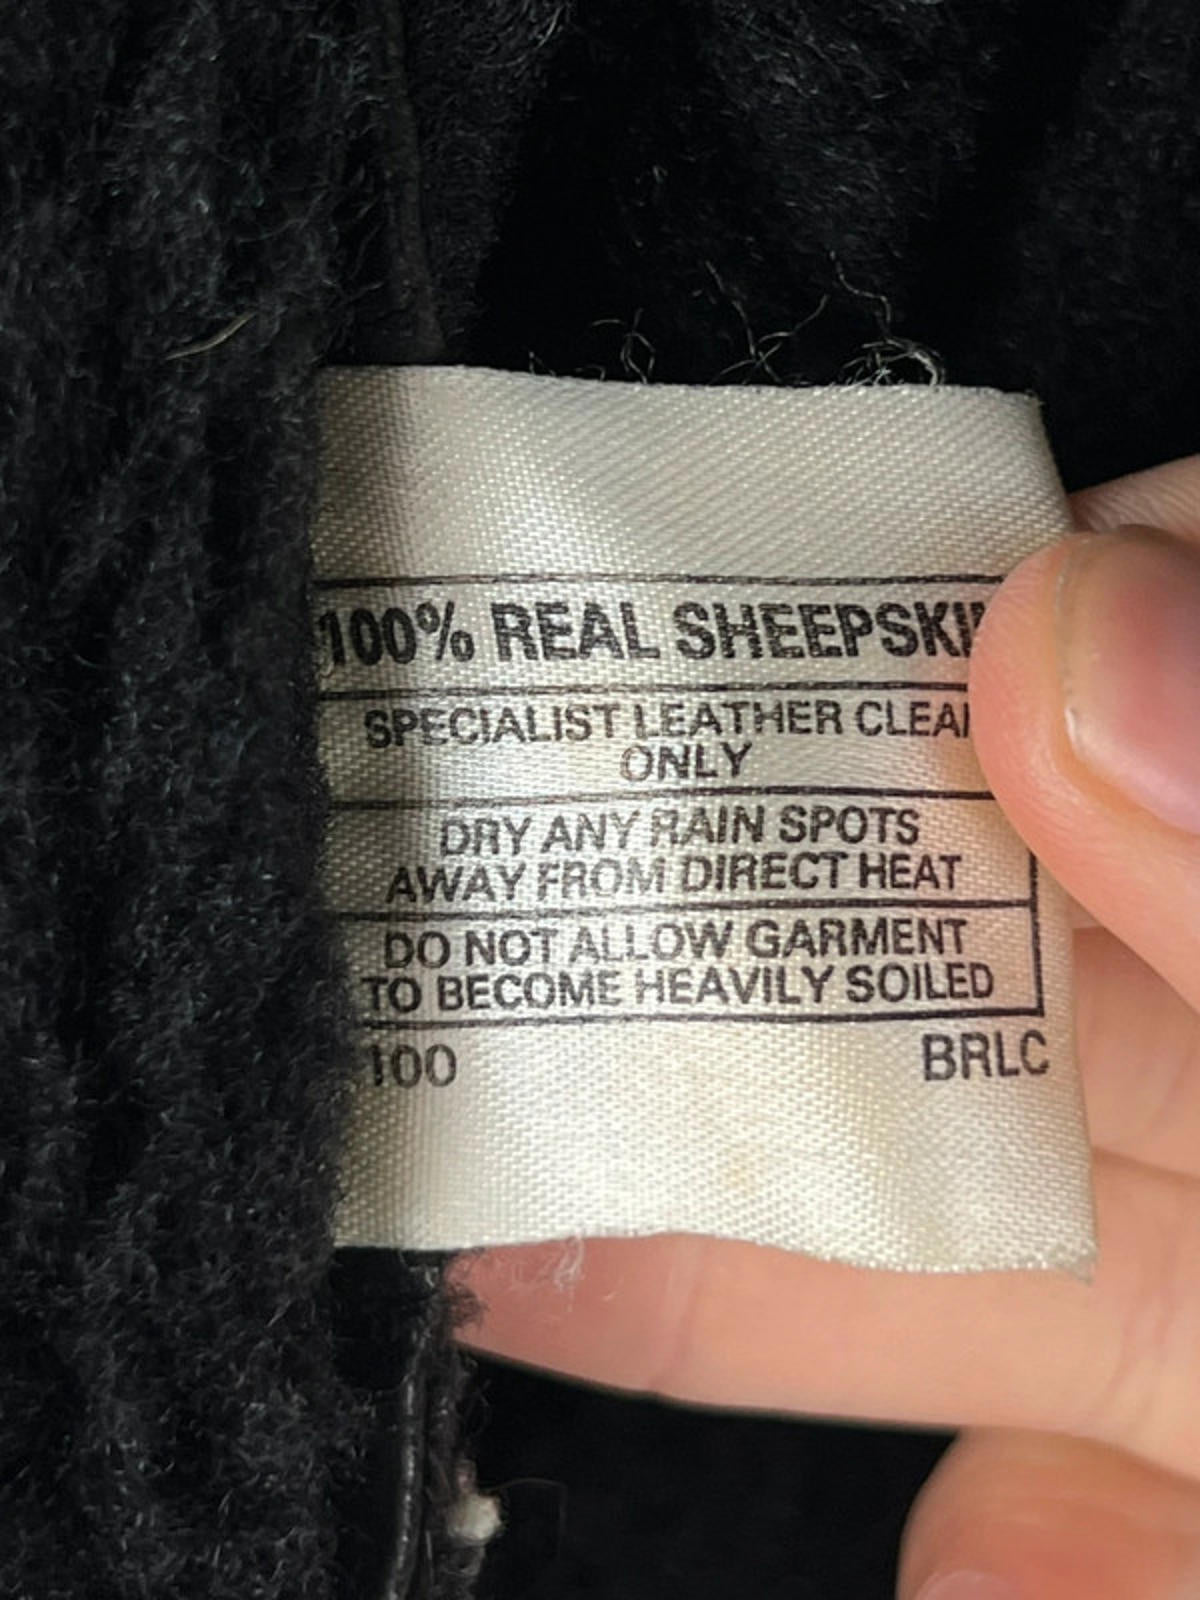 100% REAL SHEEPSKI
SPECIALIST LEATHER CLEA
ONLY
DRY ANY RAIN SPOTS
AWAY FROM DIRECT HEAT
DO NOT ALLOW GARMENT
TO BECOME HEAVILY SOILED
100 BRLC